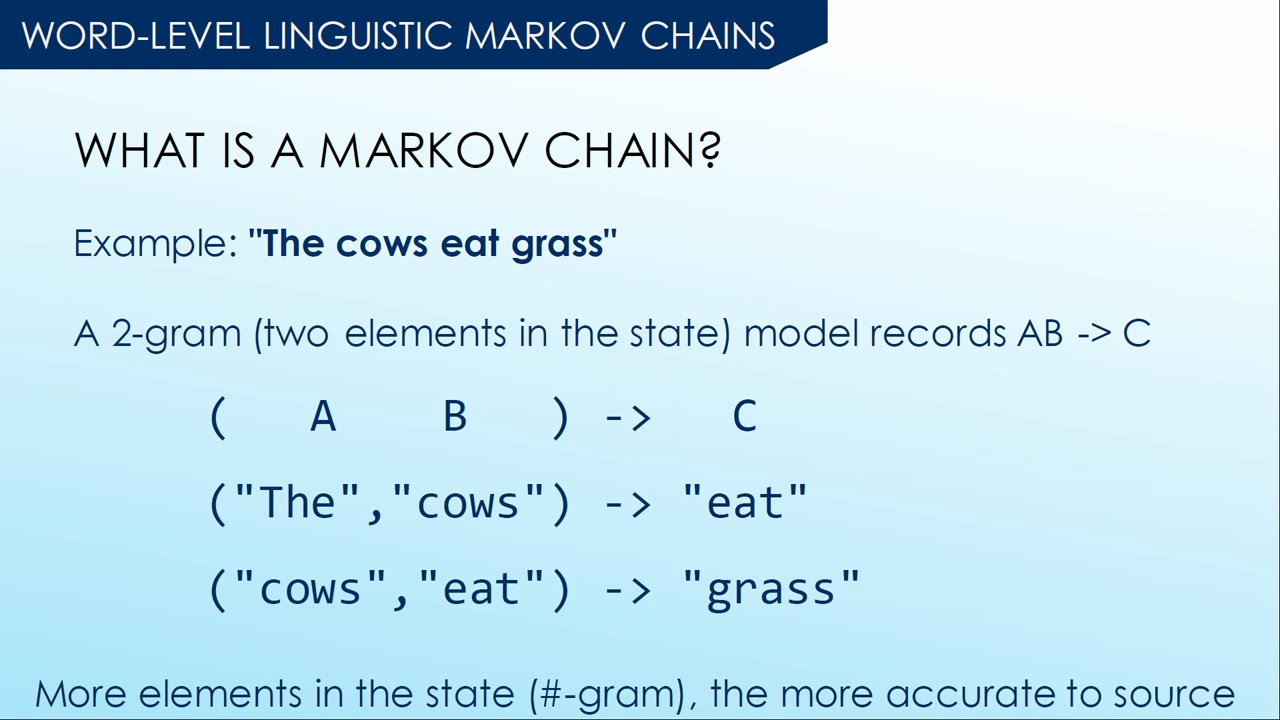 WORD-LEVEL LINGUISTIC MARKOV CHAINS
WHAT IS A MARKOV CHAIN?
Example: "The cows eat grass"
A 2-gram (two elements in the state) model records AB -> C
( A B ) -> C
("The","cows") -> "eat"
("cows","eat") -> "grass"
More elements in the state (#-gram), the more accurate to source